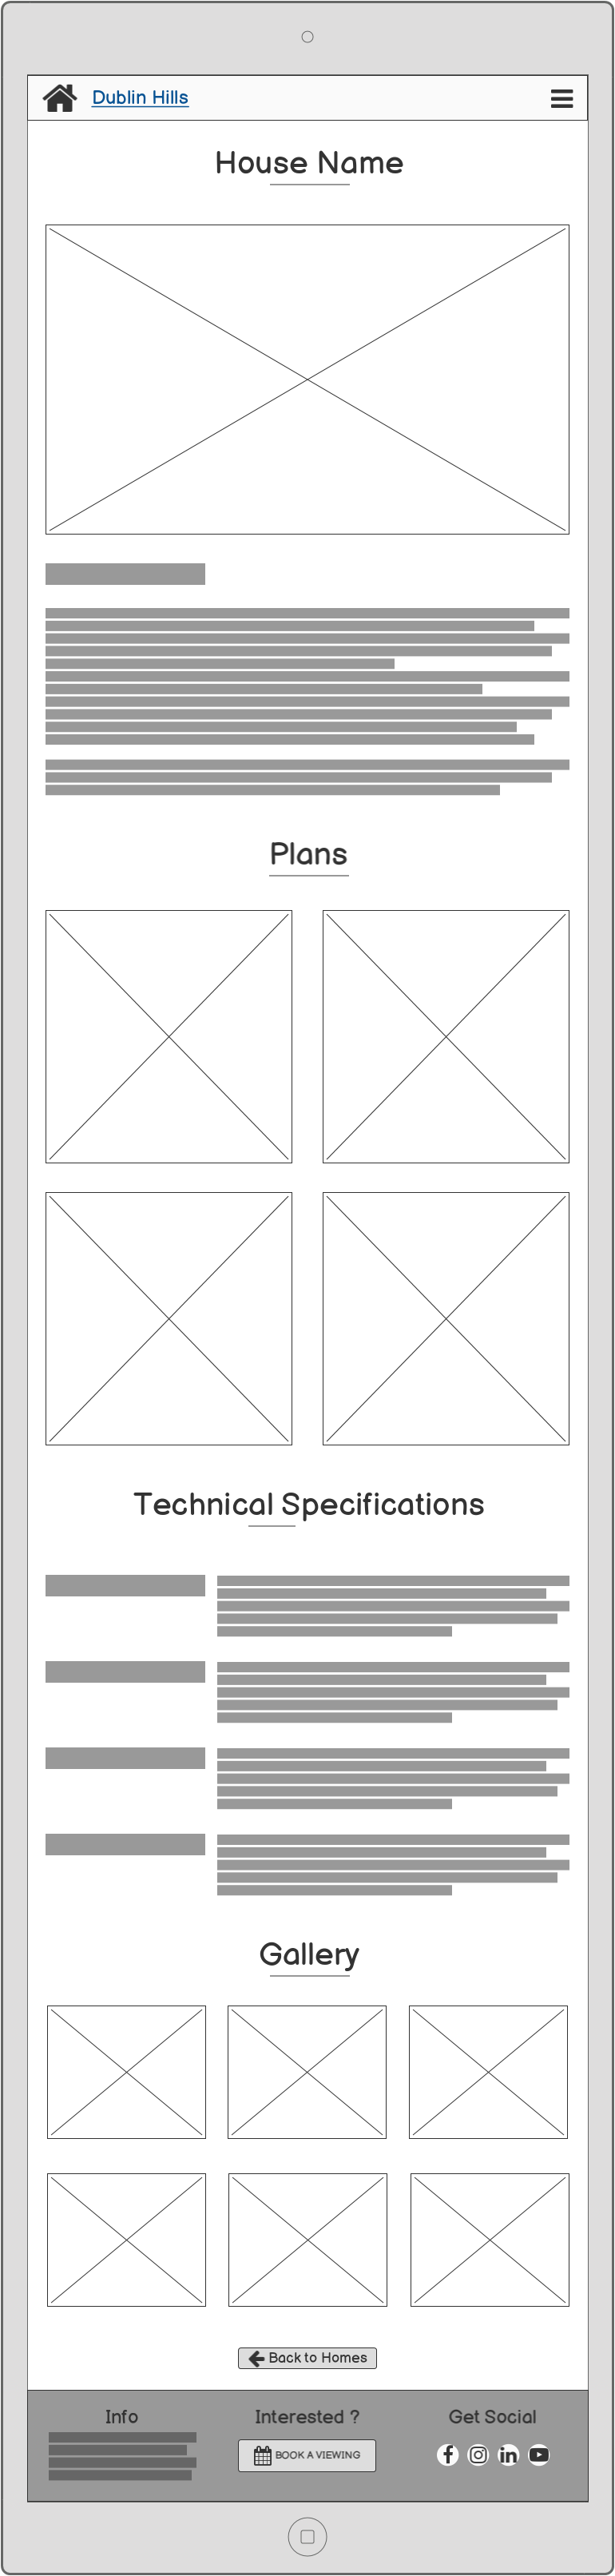 Dublin Hills
House Name
Plans
Technical Specifications
Gallery
Back to Homes
Info
Interested ?
Get Social
BOOK A VIEWING